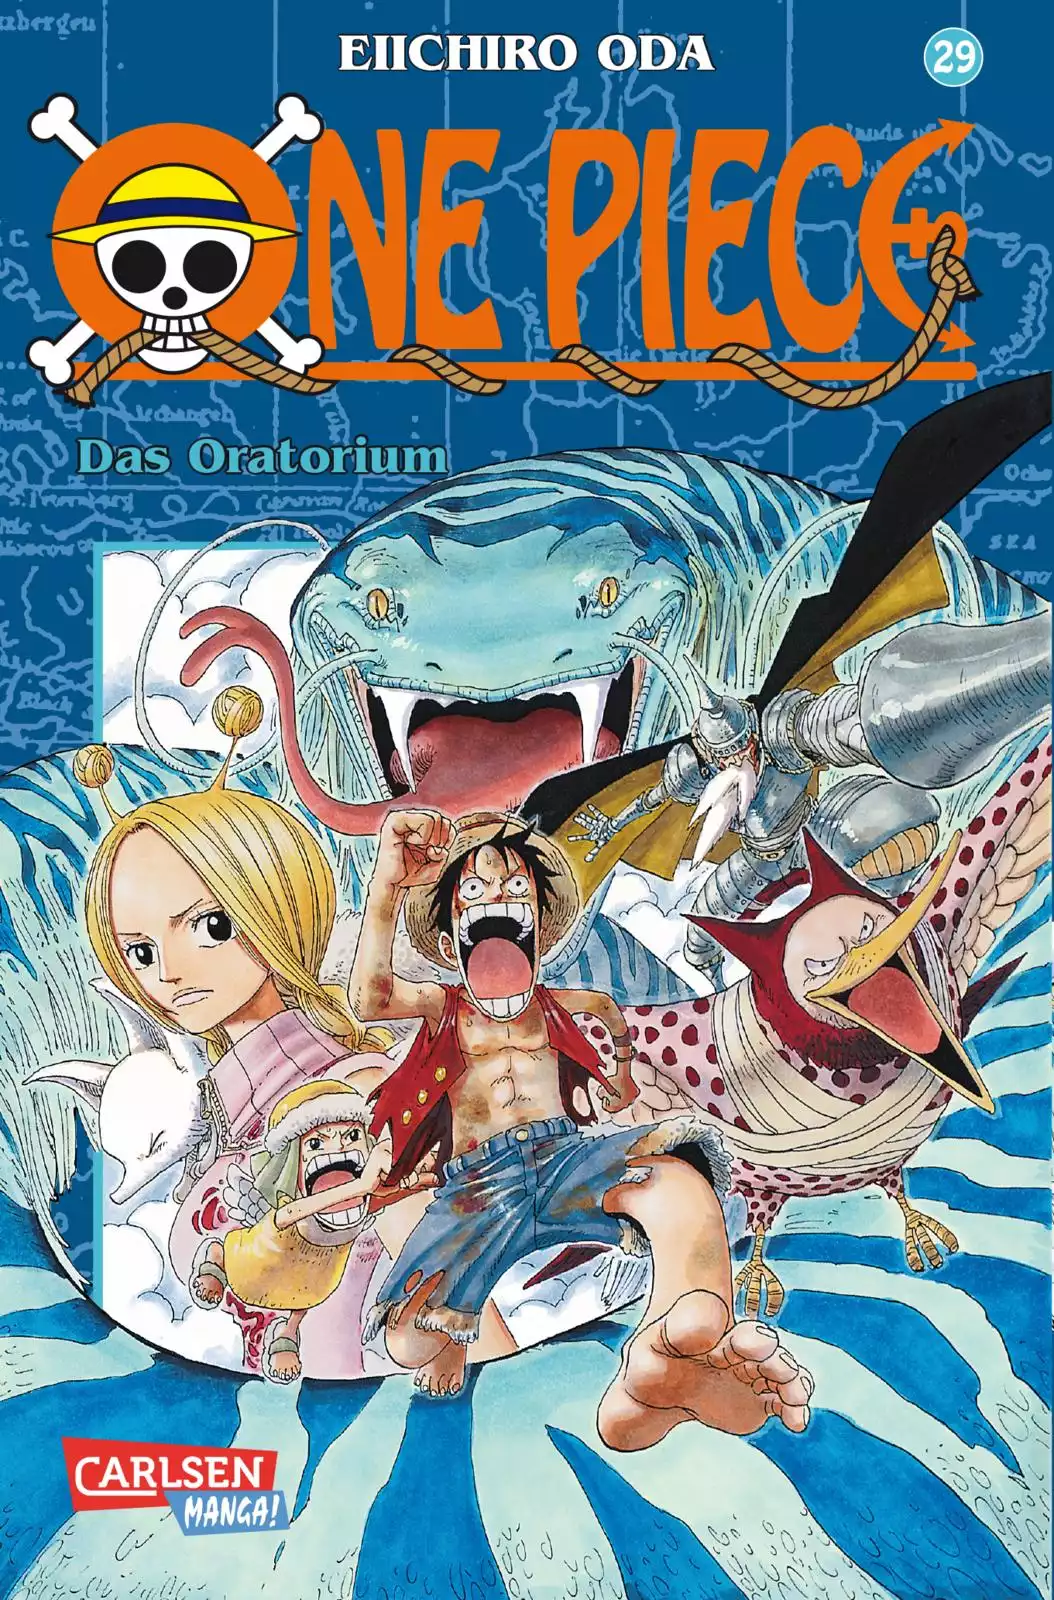 EIICHIRO ODA
29
ONE PIECE
Das Oratorium
CARLSEN
MANGA!